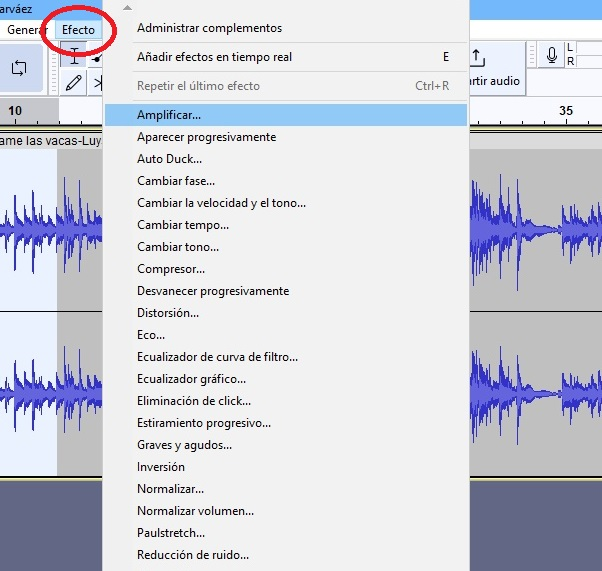 arváez
Generar Efecto
Administrar complementos
Añadir efectos en tiempo real E
Repetir el último efecto Ctrl+R
Amplificar...
Aparecer progresivamente
Auto Duck...
Cambiar fase...
Cambiar la velocidad y el tono...
Cambiar tempo...
Cambiar tono...
Compresor...
Desvanecer progresivamente
Distorsión...
Eco...
Ecualizador de curva de filtro...
Ecualizador gráfico...
Eliminación de click...
Estiramiento progresivo...
Graves y agudos...
Inversión
Normalizar...
Normalizar volumen...
Paulstretch...
Reducción de ruido...
L
R
rtir audio
10
35
ame las vacas-Luy